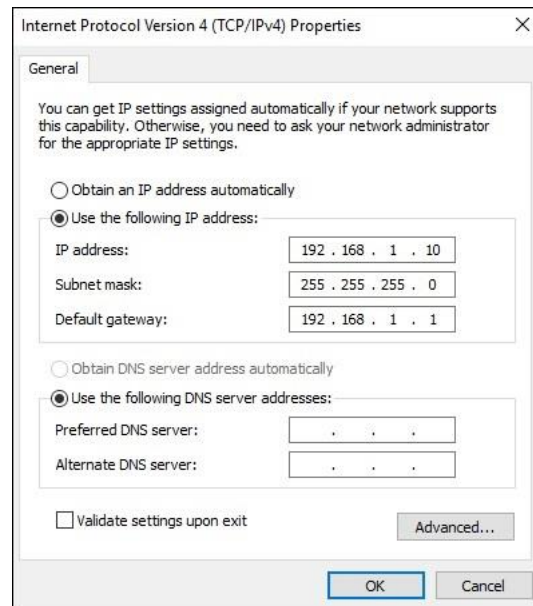 Internet Protocol Version 4 (TCP/IPv4) Properties
General
You can get IP settings assigned automatically if your network supports
this capability. Otherwise, you need to ask your network administrator
for the appropriate IP settings.
Obtain an IP address automatically
Use the following IP address:
IP address: 192 . 168 . 1 . 10
Subnet mask: 255 . 255 . 255 . 0
Default gateway: 192 . 168 . 1 . 1
Obtain DNS server address automatically
Use the following DNS server addresses:
Preferred DNS server: . . .
Alternate DNS server: . . .
Validate settings upon exit
Advanced...
OK Cancel